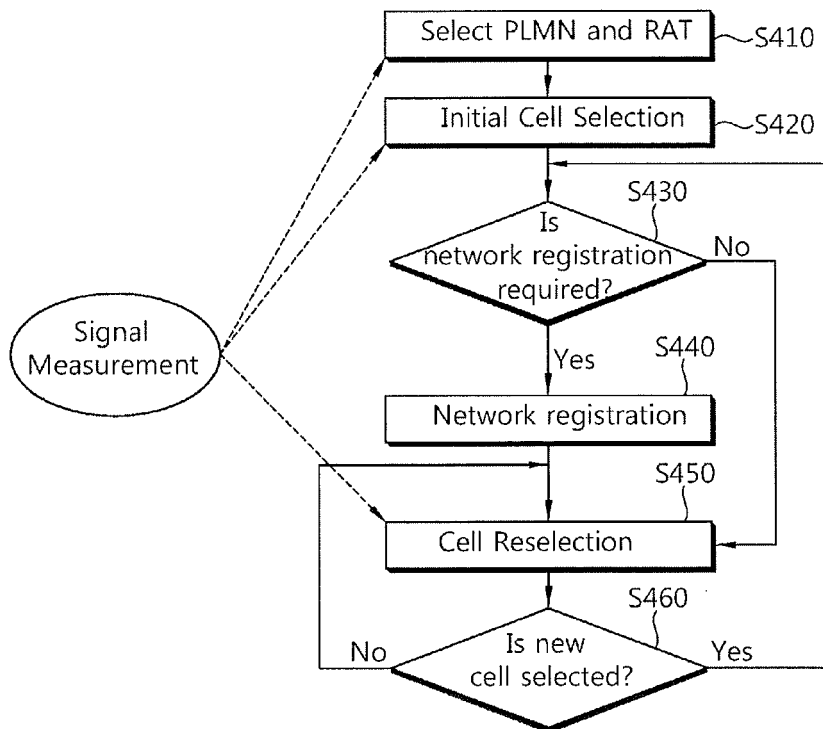 Select PLMN and RAT
S410
Initial Cell Selection
S420
S430
Is
network registration
required?
No
Signal
Measurement
Yes
S440
Network registration
S450
Cell Reselection
S460
Is new
cell selected?
No
Yes